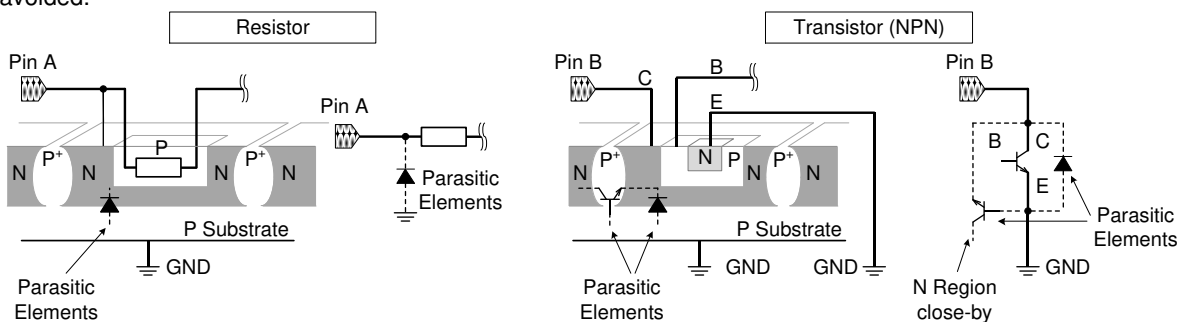 avoided.
Resistor
Transistor (NPN)
Pin A
Pin A
N
P+
N
P
N
P+
N
Parasitic
Elements
P Substrate
GND
Parasitic
Elements
Pin B
C
B
E
N
P+
N
N
P
N
P+
N
P Substrate
GND
GND
Parasitic
Elements
Pin B
B
C
E
Parasitic
Elements
GND
N Region
close-by